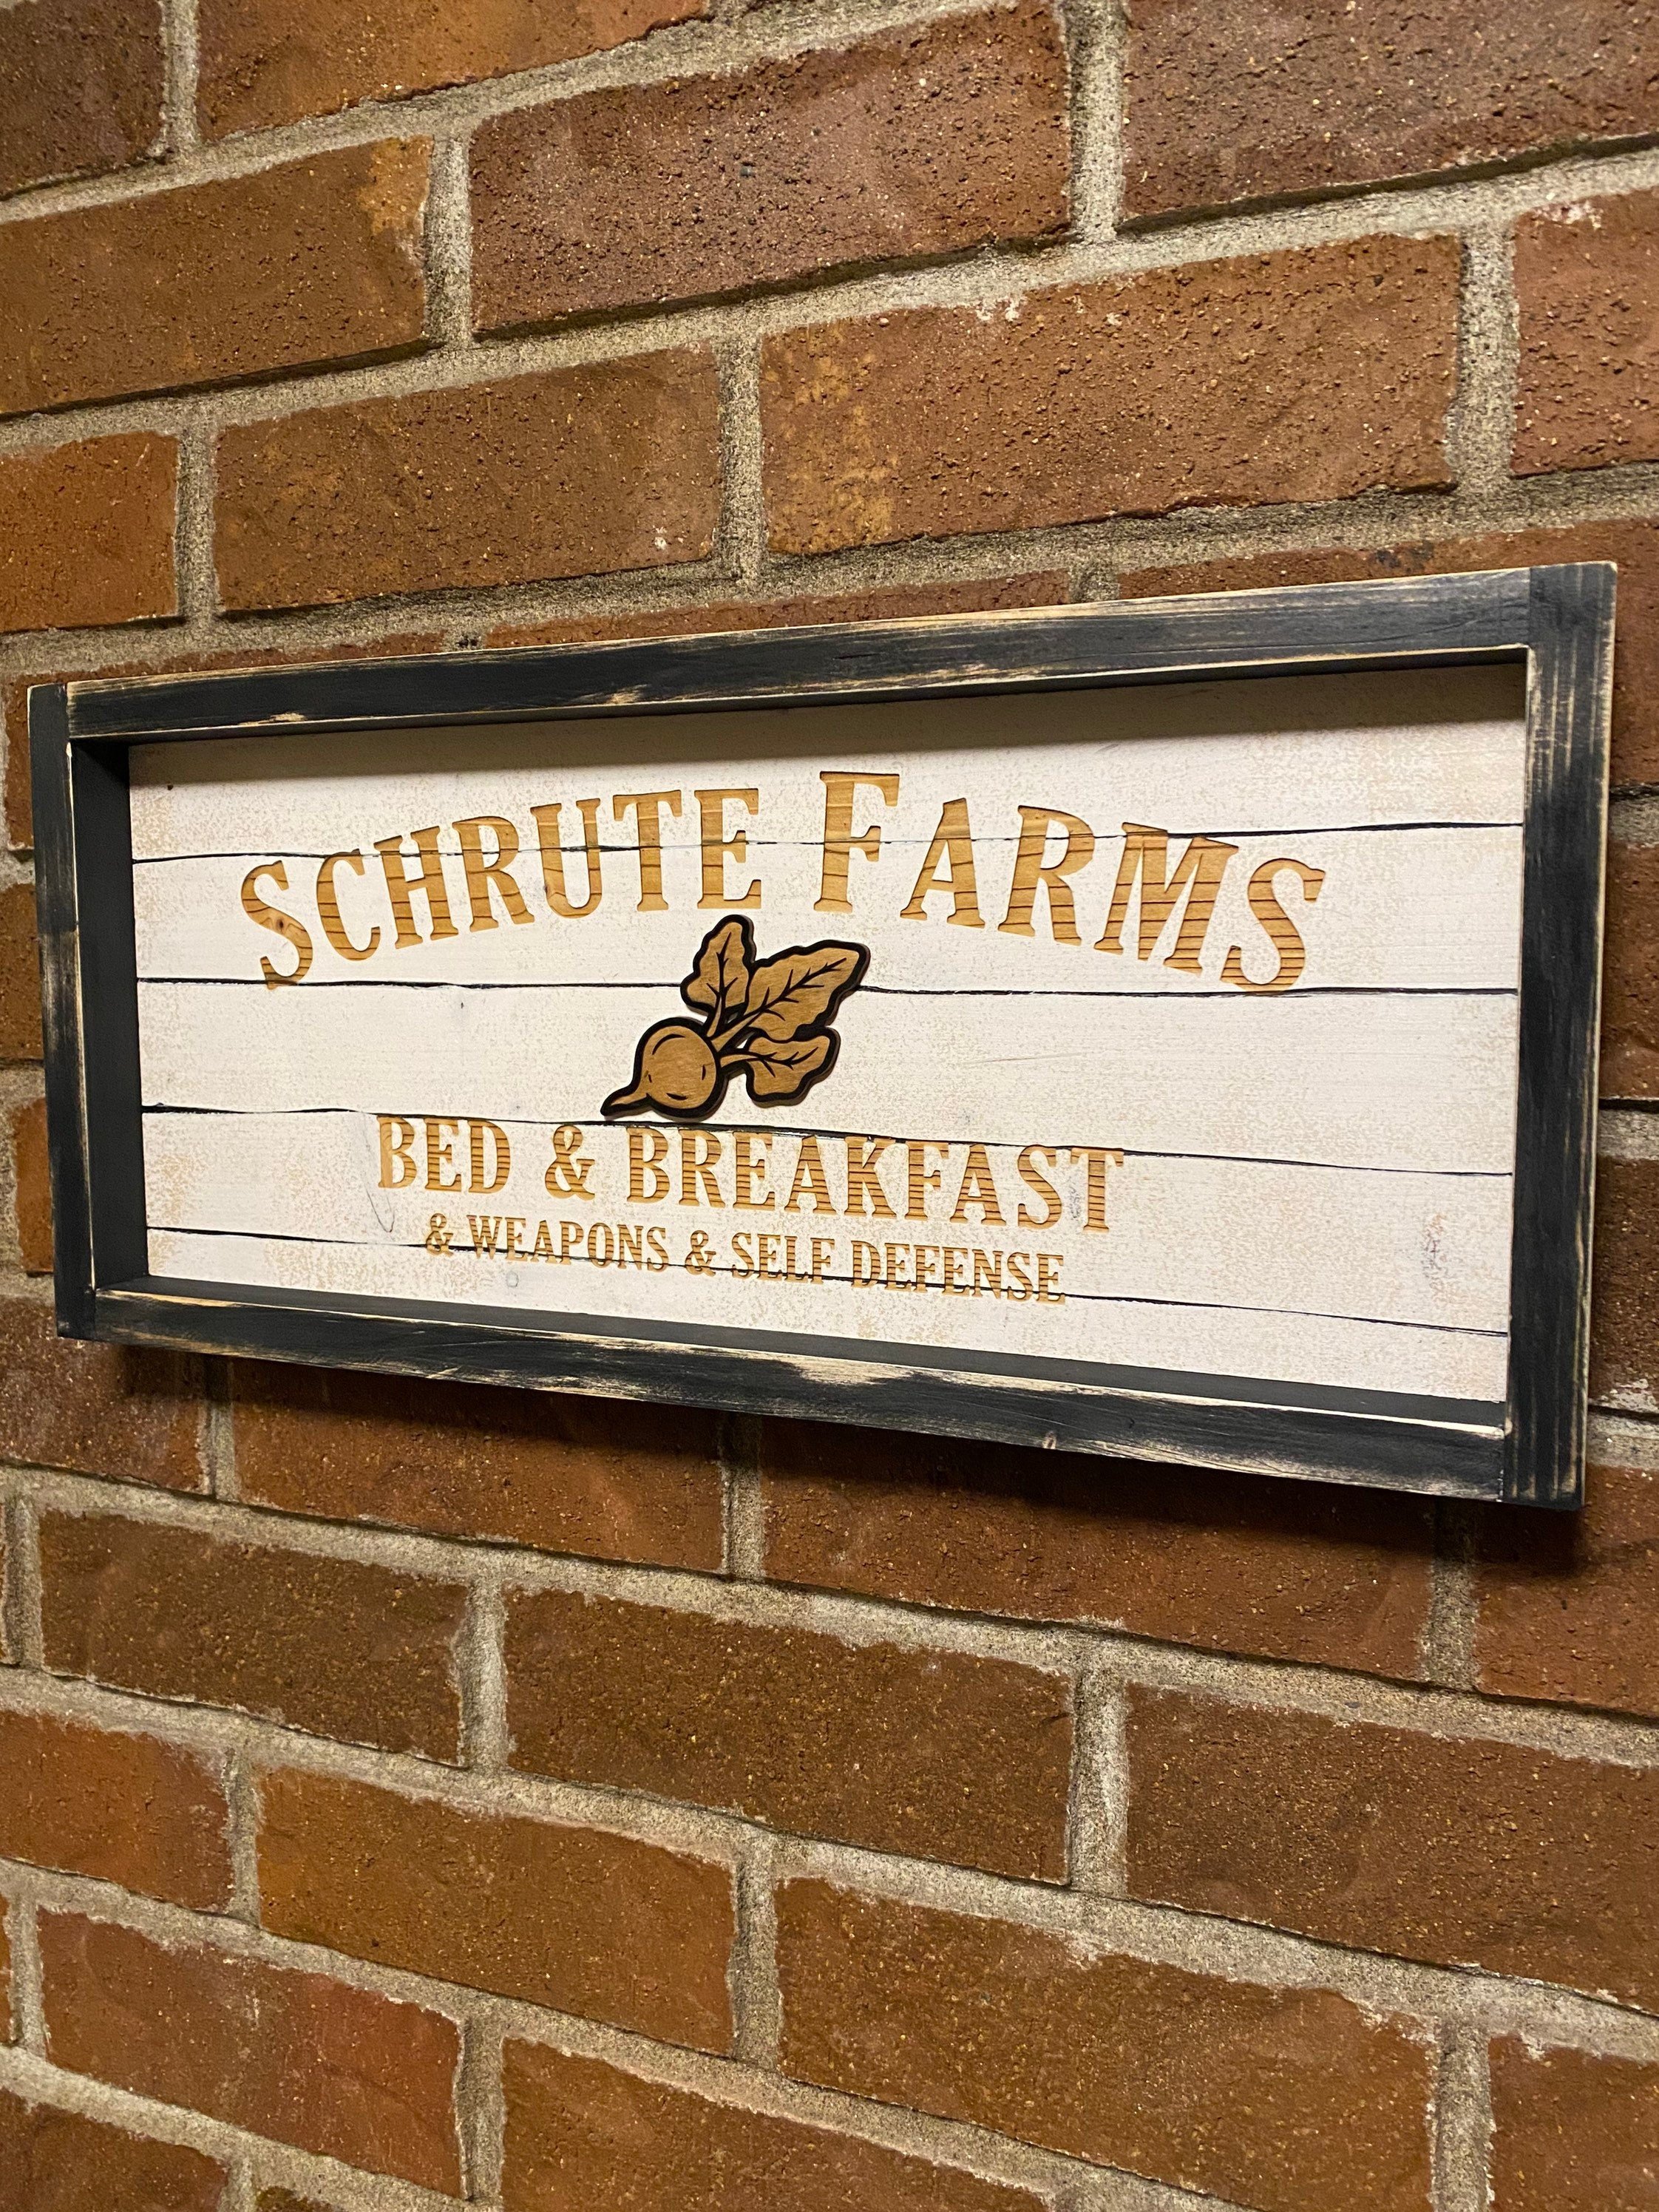 SCHRUTE FARMS
BED & BREAKFAST
& WEAPONS & SELF DEFENSE